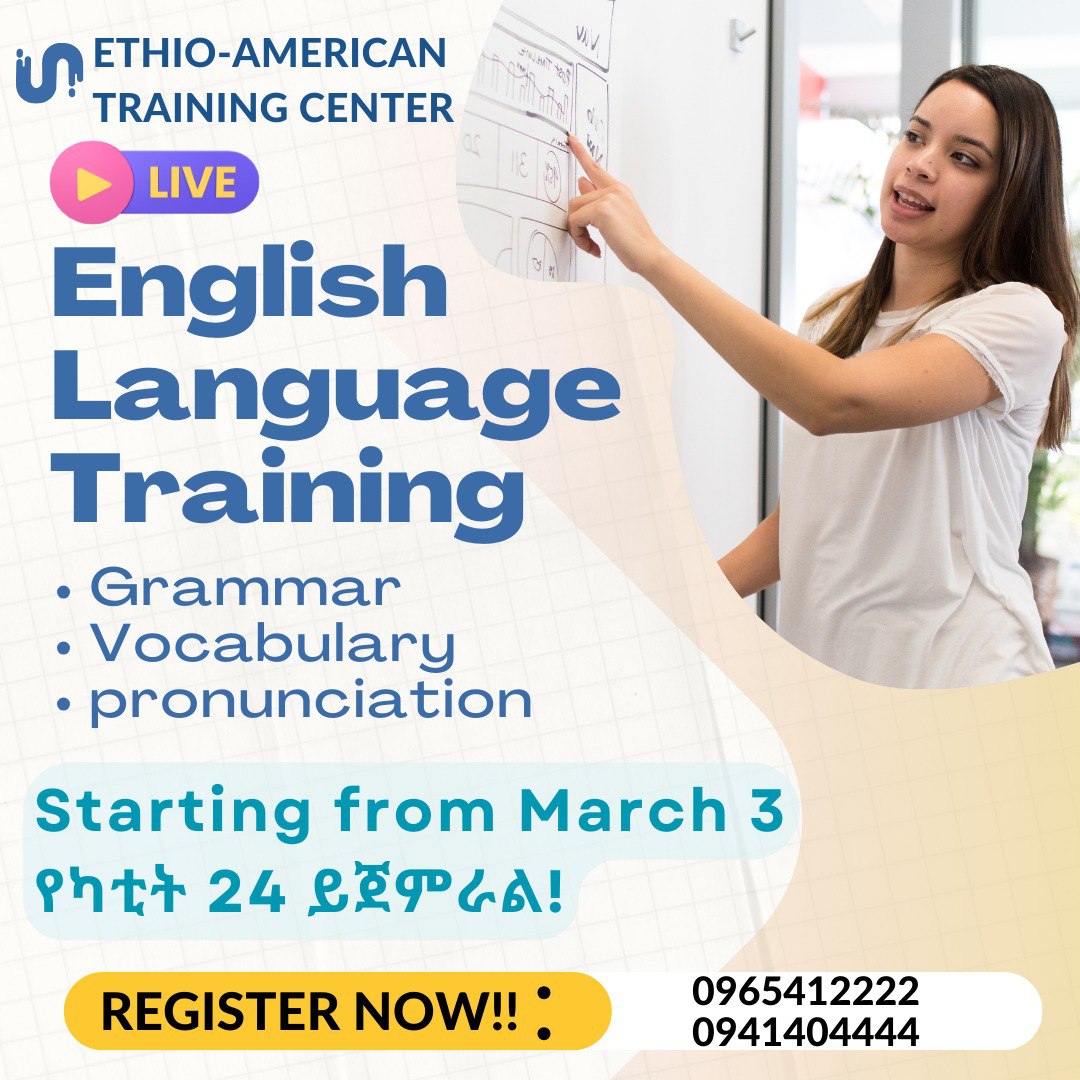 ETHIO-AMERICAN
TRAINING CENTER
LIVE
English
Language
Training
• Grammar
• Vocabulary
• pronunciation
Starting from March 3
የካቲት 24 ይጀምራል!
REGISTER NOW!! :
0965412222
0941404444